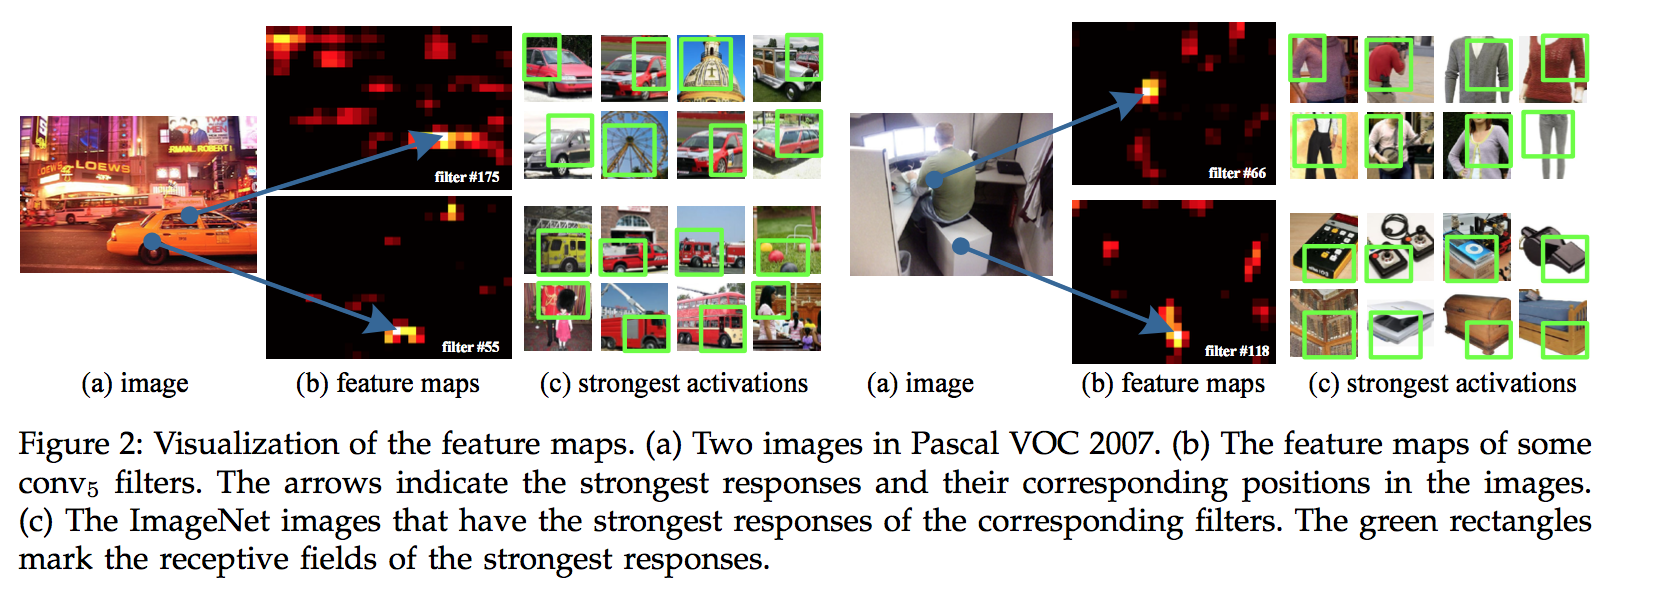 LOEWS
filter #175
filter #55
(a) image
(b) feature maps
(c) strongest activations
filter #66
filter #118
(a) image
(b) feature maps
(c) strongest activations
Figure 2: Visualization of the feature maps. (a) Two images in Pascal VOC 2007. (b) The feature maps of some
conv5 filters. The arrows indicate the strongest responses and their corresponding positions in the images.
(c) The ImageNet images that have the strongest responses of the corresponding filters. The green rectangles
mark the receptive fields of the strongest responses.